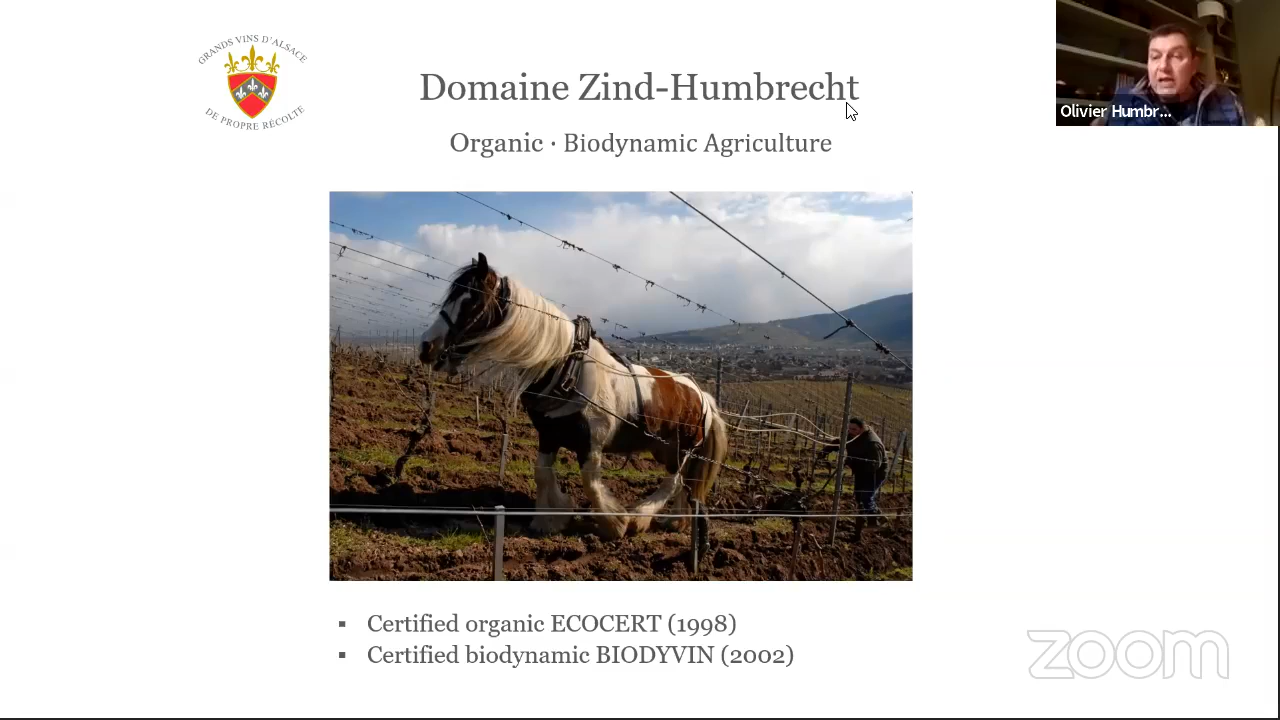 GRANDS VINS D'ALSACE
DE PROPRE RÉCOLTE
Domaine Zind-Humbrecht
Organic · Biodynamic Agriculture
Olivier Humbr...
▪ Certified organic ECOCERT (1998)
▪ Certified biodynamic BIODYVIN (2002)
zoom